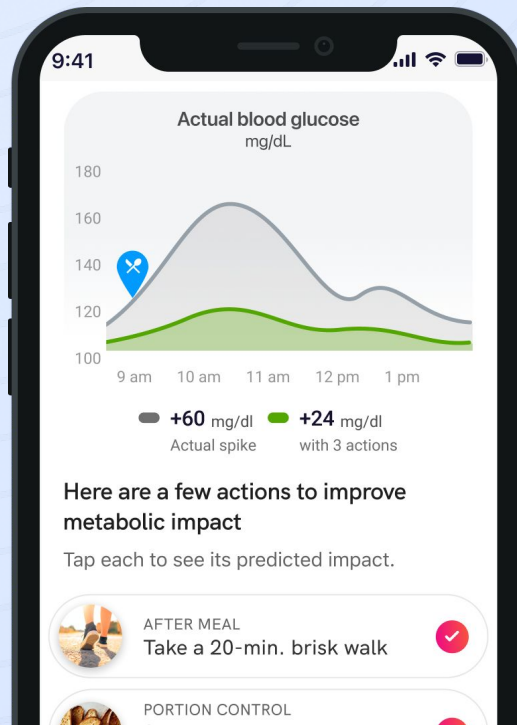 9:41
Actual blood glucose
mg/dL
180
160
140
120
100
9 am 10 am 11 am 12 pm 1 pm
+60 mg/dl +24 mg/dl
Actual spike with 3 actions
Here are a few actions to improve
metabolic impact
Tap each to see its predicted impact.
AFTER MEAL
Take a 20-min. brisk walk
PORTION CONTROL